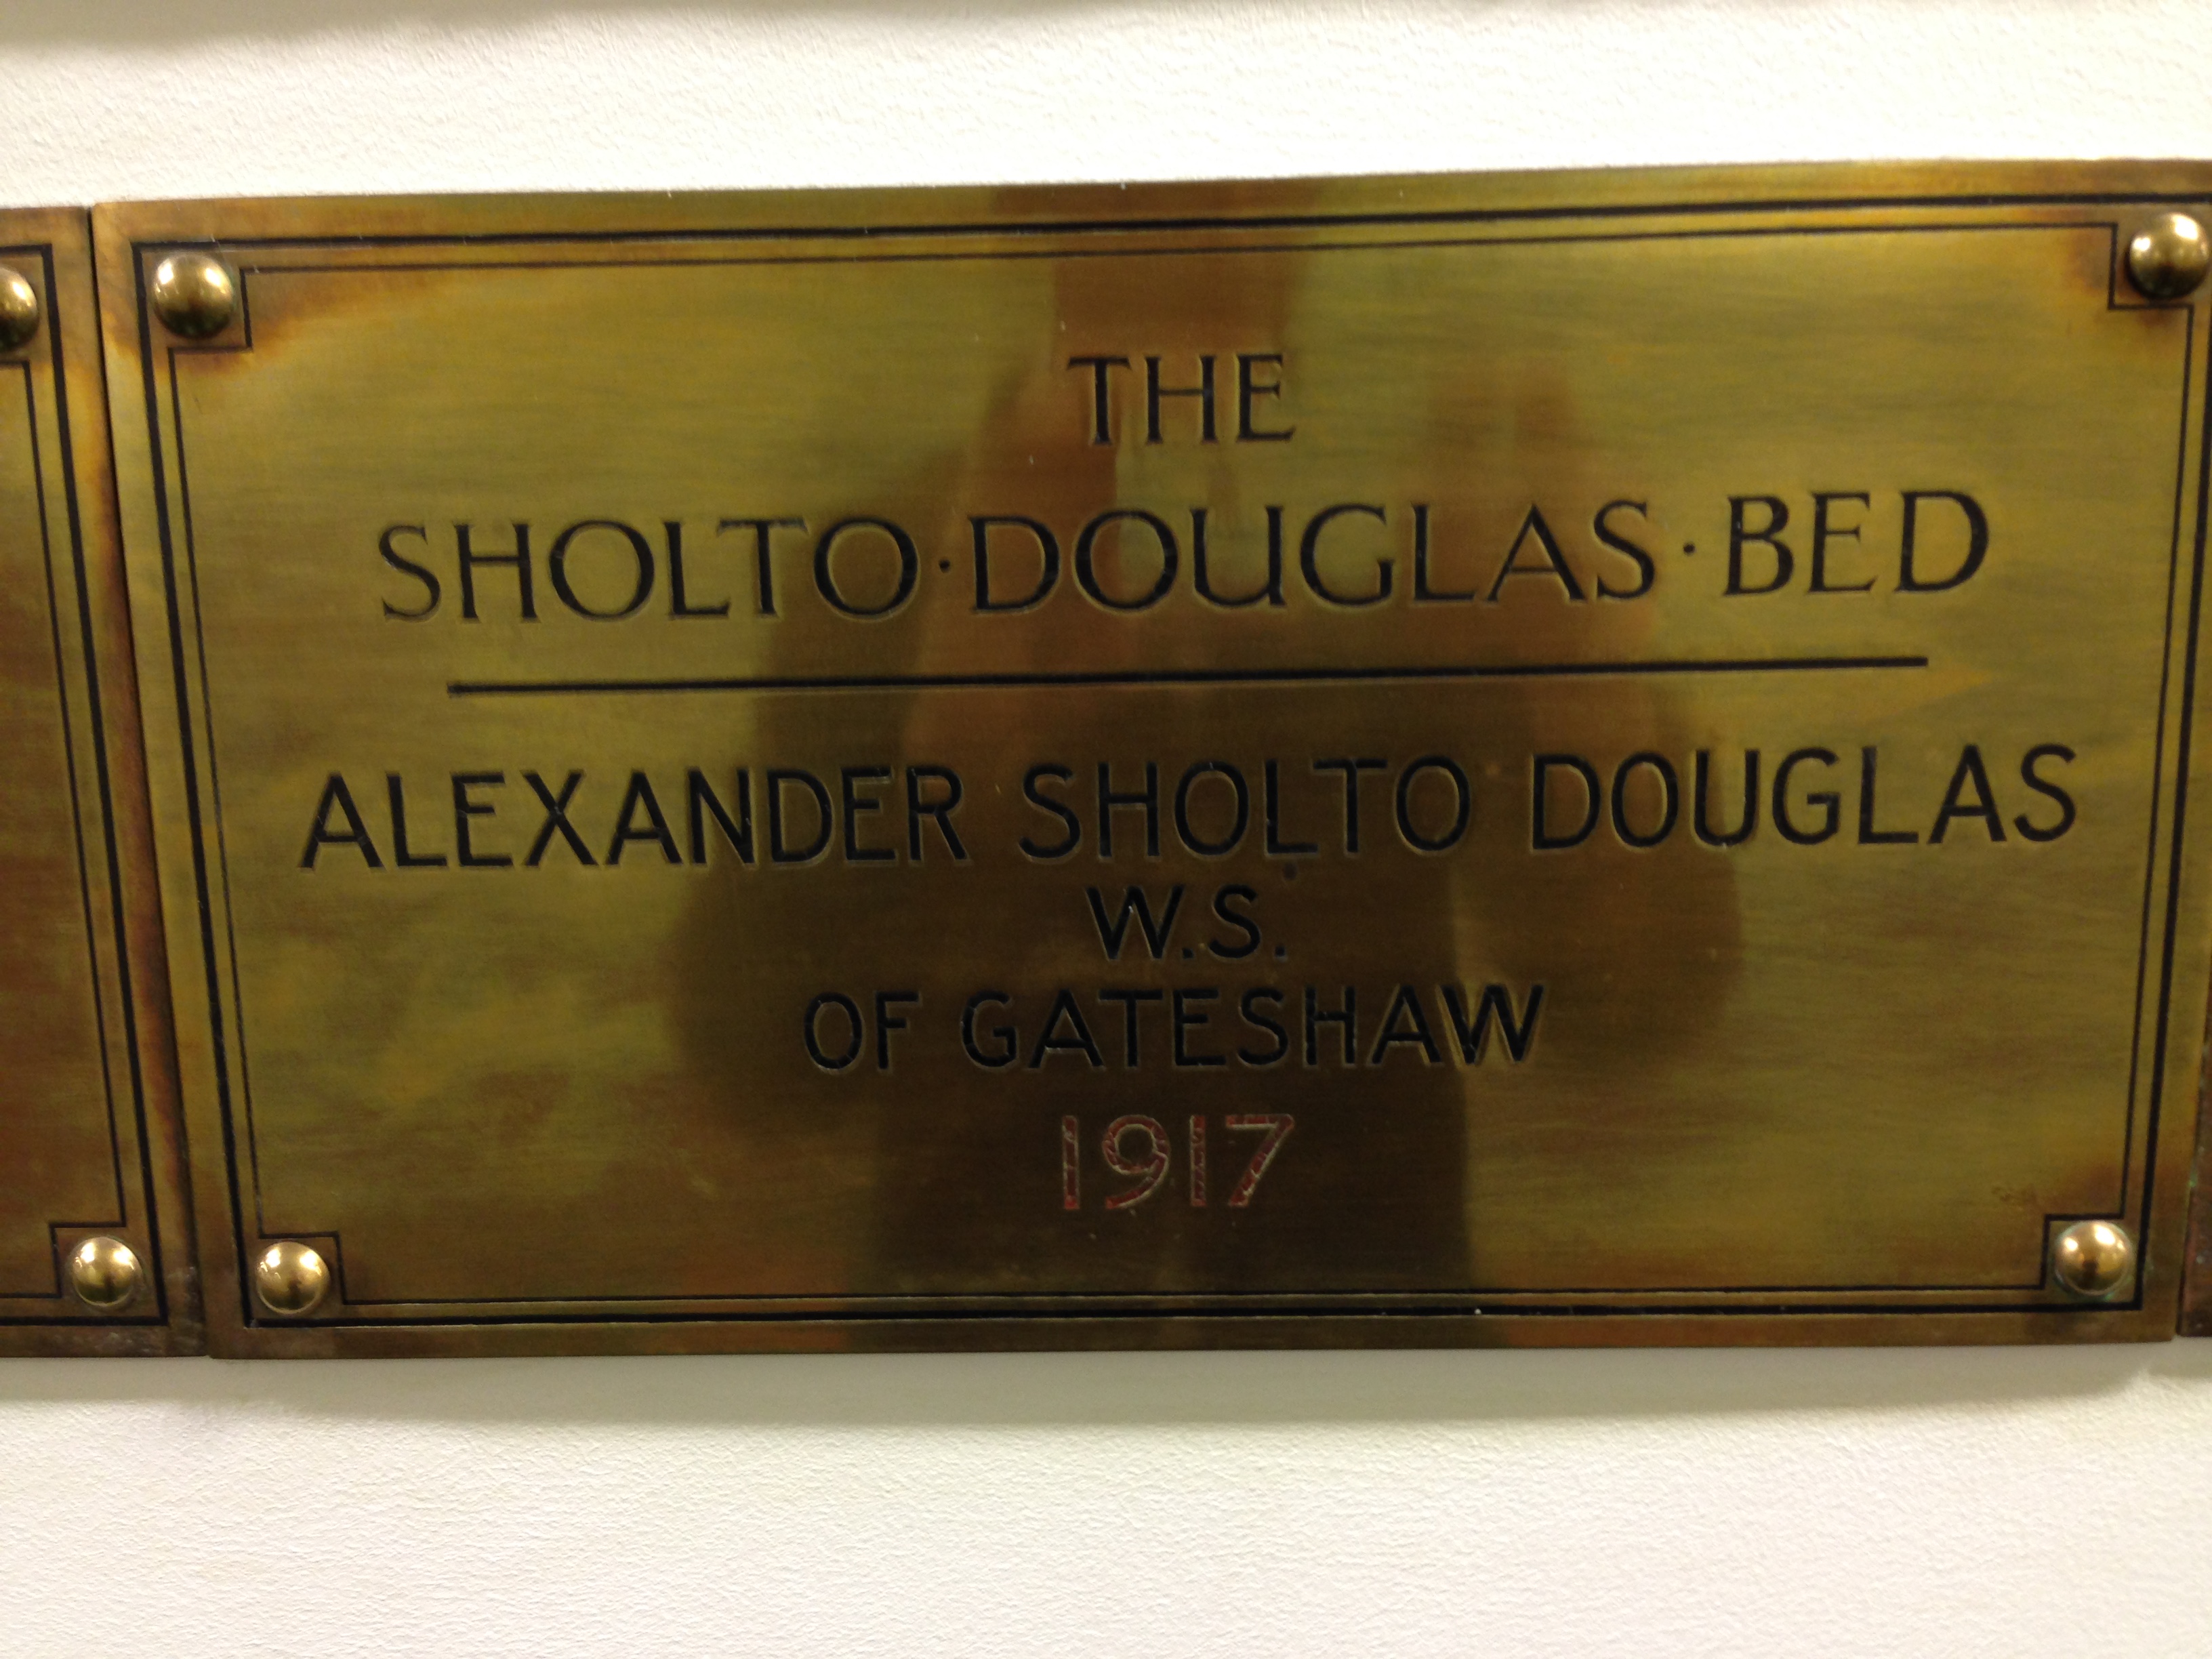 THE
SHOLTO·DOUGLAS·BED
ALEXANDER SHOLTO DOUGLAS
W.S.
OF GATESHAW
1917